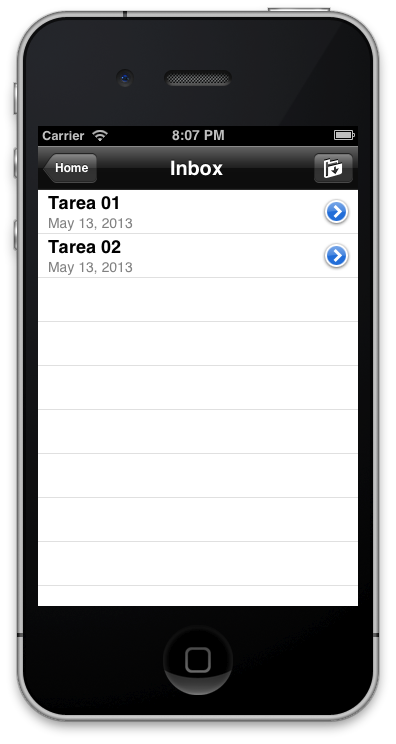 Carrier 8:07 PM
Home Inbox
Tarea 01
May 13, 2013
Tarea 02
May 13, 2013